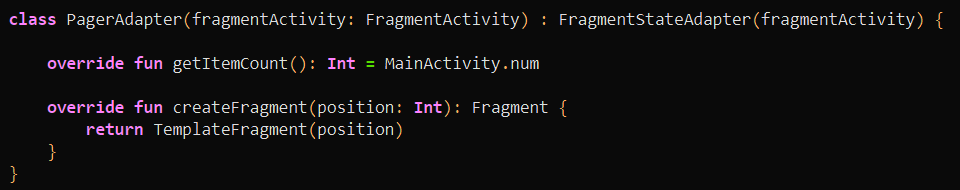 class PagerAdapter(fragmentActivity: FragmentActivity) : FragmentStateAdapter(fragmentActivity) {
override fun getItemCount(): Int = MainActivity.num
override fun createFragment(position: Int): Fragment {
return TemplateFragment(position)
}
}